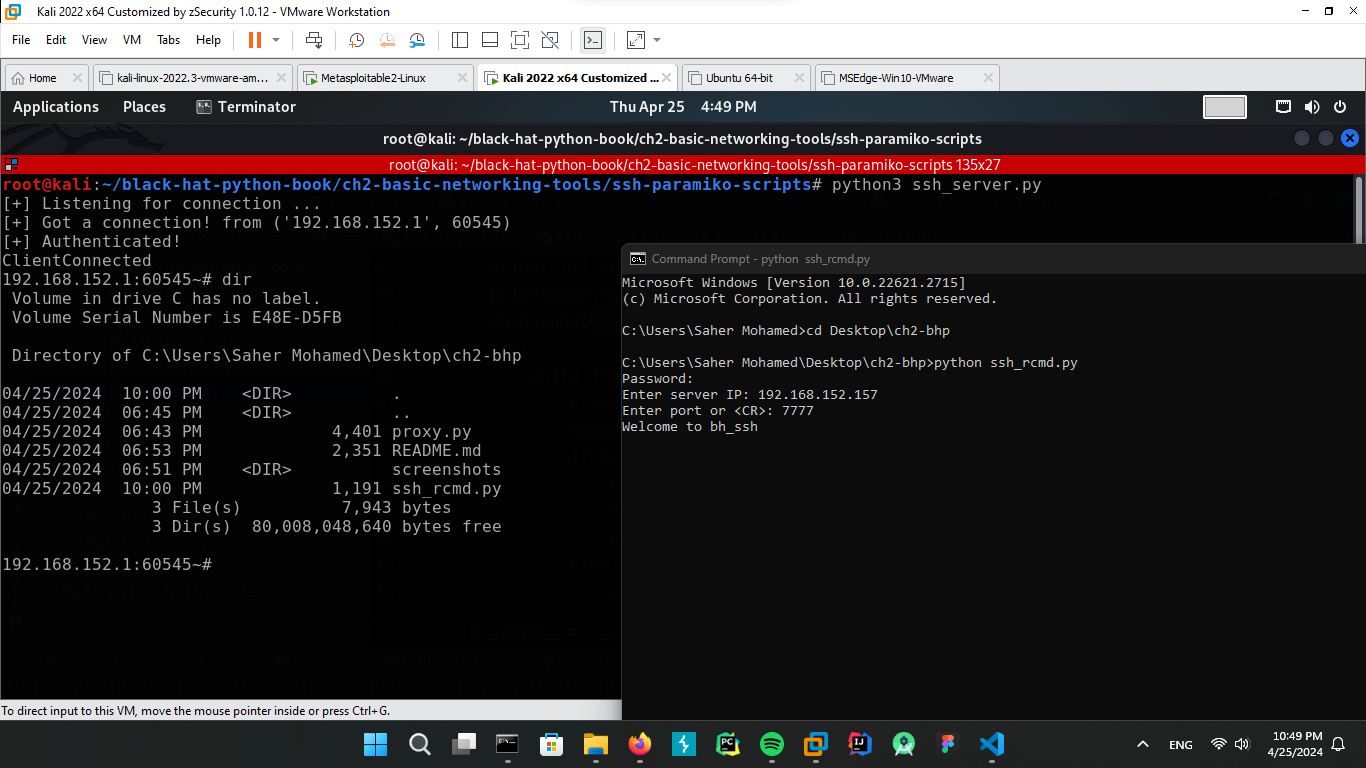 Kali 2022 x64 Customized by zSecurity 1.0.12 - VMware Workstation
File Edit View VM Tabs Help
Home kali-linux-2022.3-vmware-am... Metasploitable2-Linux Kali 2022 x64 Customized ... Ubuntu 64-bit MSEdge-Win10-VMware
Applications Places Terminator Thu Apr 25 4:49 PM
root@kali: ~/black-hat-python-book/ch2-basic-networking-tools/ssh-paramiko-scripts
root@kali: ~/black-hat-python-book/ch2-basic-networking-tools/ssh-paramiko-scripts 135x27
root@kali:~/black-hat-python-book/ch2-basic-networking-tools/ssh-paramiko-scripts# python3 ssh_server.py
[+] Listening for connection ...
[+] Got a connection! from ('192.168.152.1', 60545)
[+] Authenticated!
ClientConnected
192.168.152.1:60545~# dir
Volume in drive C has no label.
Volume Serial Number is E48E-D5FB
Directory of C:\Users\Saher Mohamed\Desktop\ch2-bhp
04/25/2024 10:00 PM <DIR> .
04/25/2024 06:45 PM <DIR> ..
04/25/2024 06:43 PM 4,401 proxy.py
04/25/2024 06:53 PM 2,351 README.md
04/25/2024 06:51 PM <DIR> screenshots
04/25/2024 10:00 PM 1,191 ssh_rcmd.py
3 File(s) 7,943 bytes
3 Dir(s) 80,008,048,640 bytes free
192.168.152.1:60545~#
Command Prompt - python ssh_rcmd.py
Microsoft Windows [Version 10.0.22621.2715]
(c) Microsoft Corporation. All rights reserved.
C:\Users\Saher Mohamed>cd Desktop\ch2-bhp
C:\Users\Saher Mohamed\Desktop\ch2-bhp>python ssh_rcmd.py
Password:
Enter server IP: 192.168.152.157
Enter port or <CR>: 7777
Welcome to bh_ssh
To direct input to this VM, move the mouse pointer inside or press Ctrl+G.
ENG
10:49 PM
4/25/2024